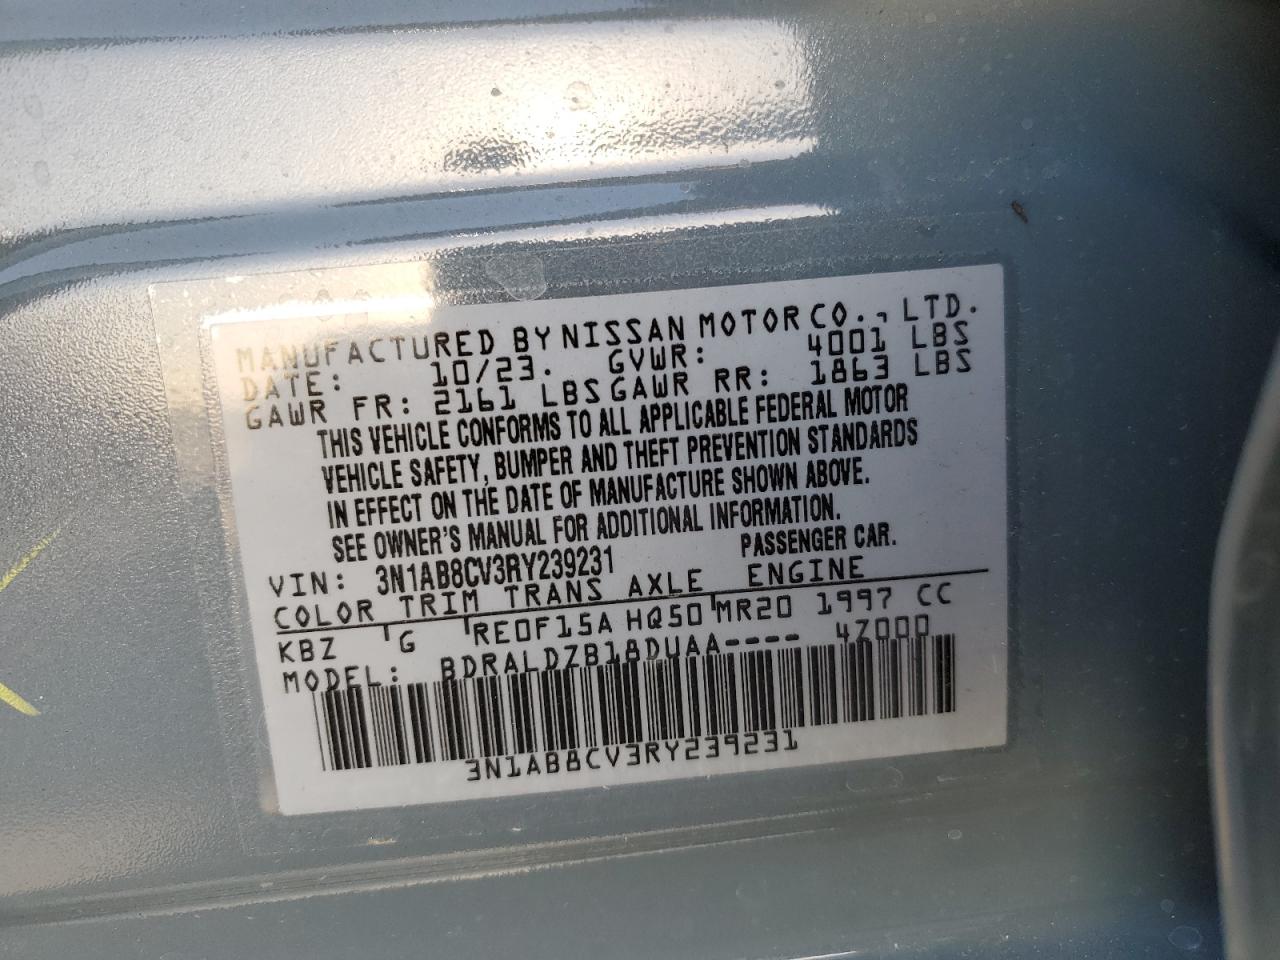 MANUFACTURED BY NISSAN MOTOR CO., LTD.
DATE: 10/23. GVWR: 4001 LBS
GAWR FR: 2161 LBS GAWR RR: 1863 LBS
THIS VEHICLE CONFORMS TO ALL APPLICABLE FEDERAL MOTOR
VEHICLE SAFETY, BUMPER AND THEFT PREVENTION STANDARDS
IN EFFECT ON THE DATE OF MANUFACTURE SHOWN ABOVE.
SEE OWNER'S MANUAL FOR ADDITIONAL INFORMATION.
VIN: 3N1AB8CV3RY239231 PASSENGER CAR.
COLOR TRIM TRANS AXLE ENGINE
KBZ G RE0F15A HQ50 MR20 1997 CC
MODEL: BDRALDZB18DUAA---- 4Z000
3N1AB8CV3RY239231